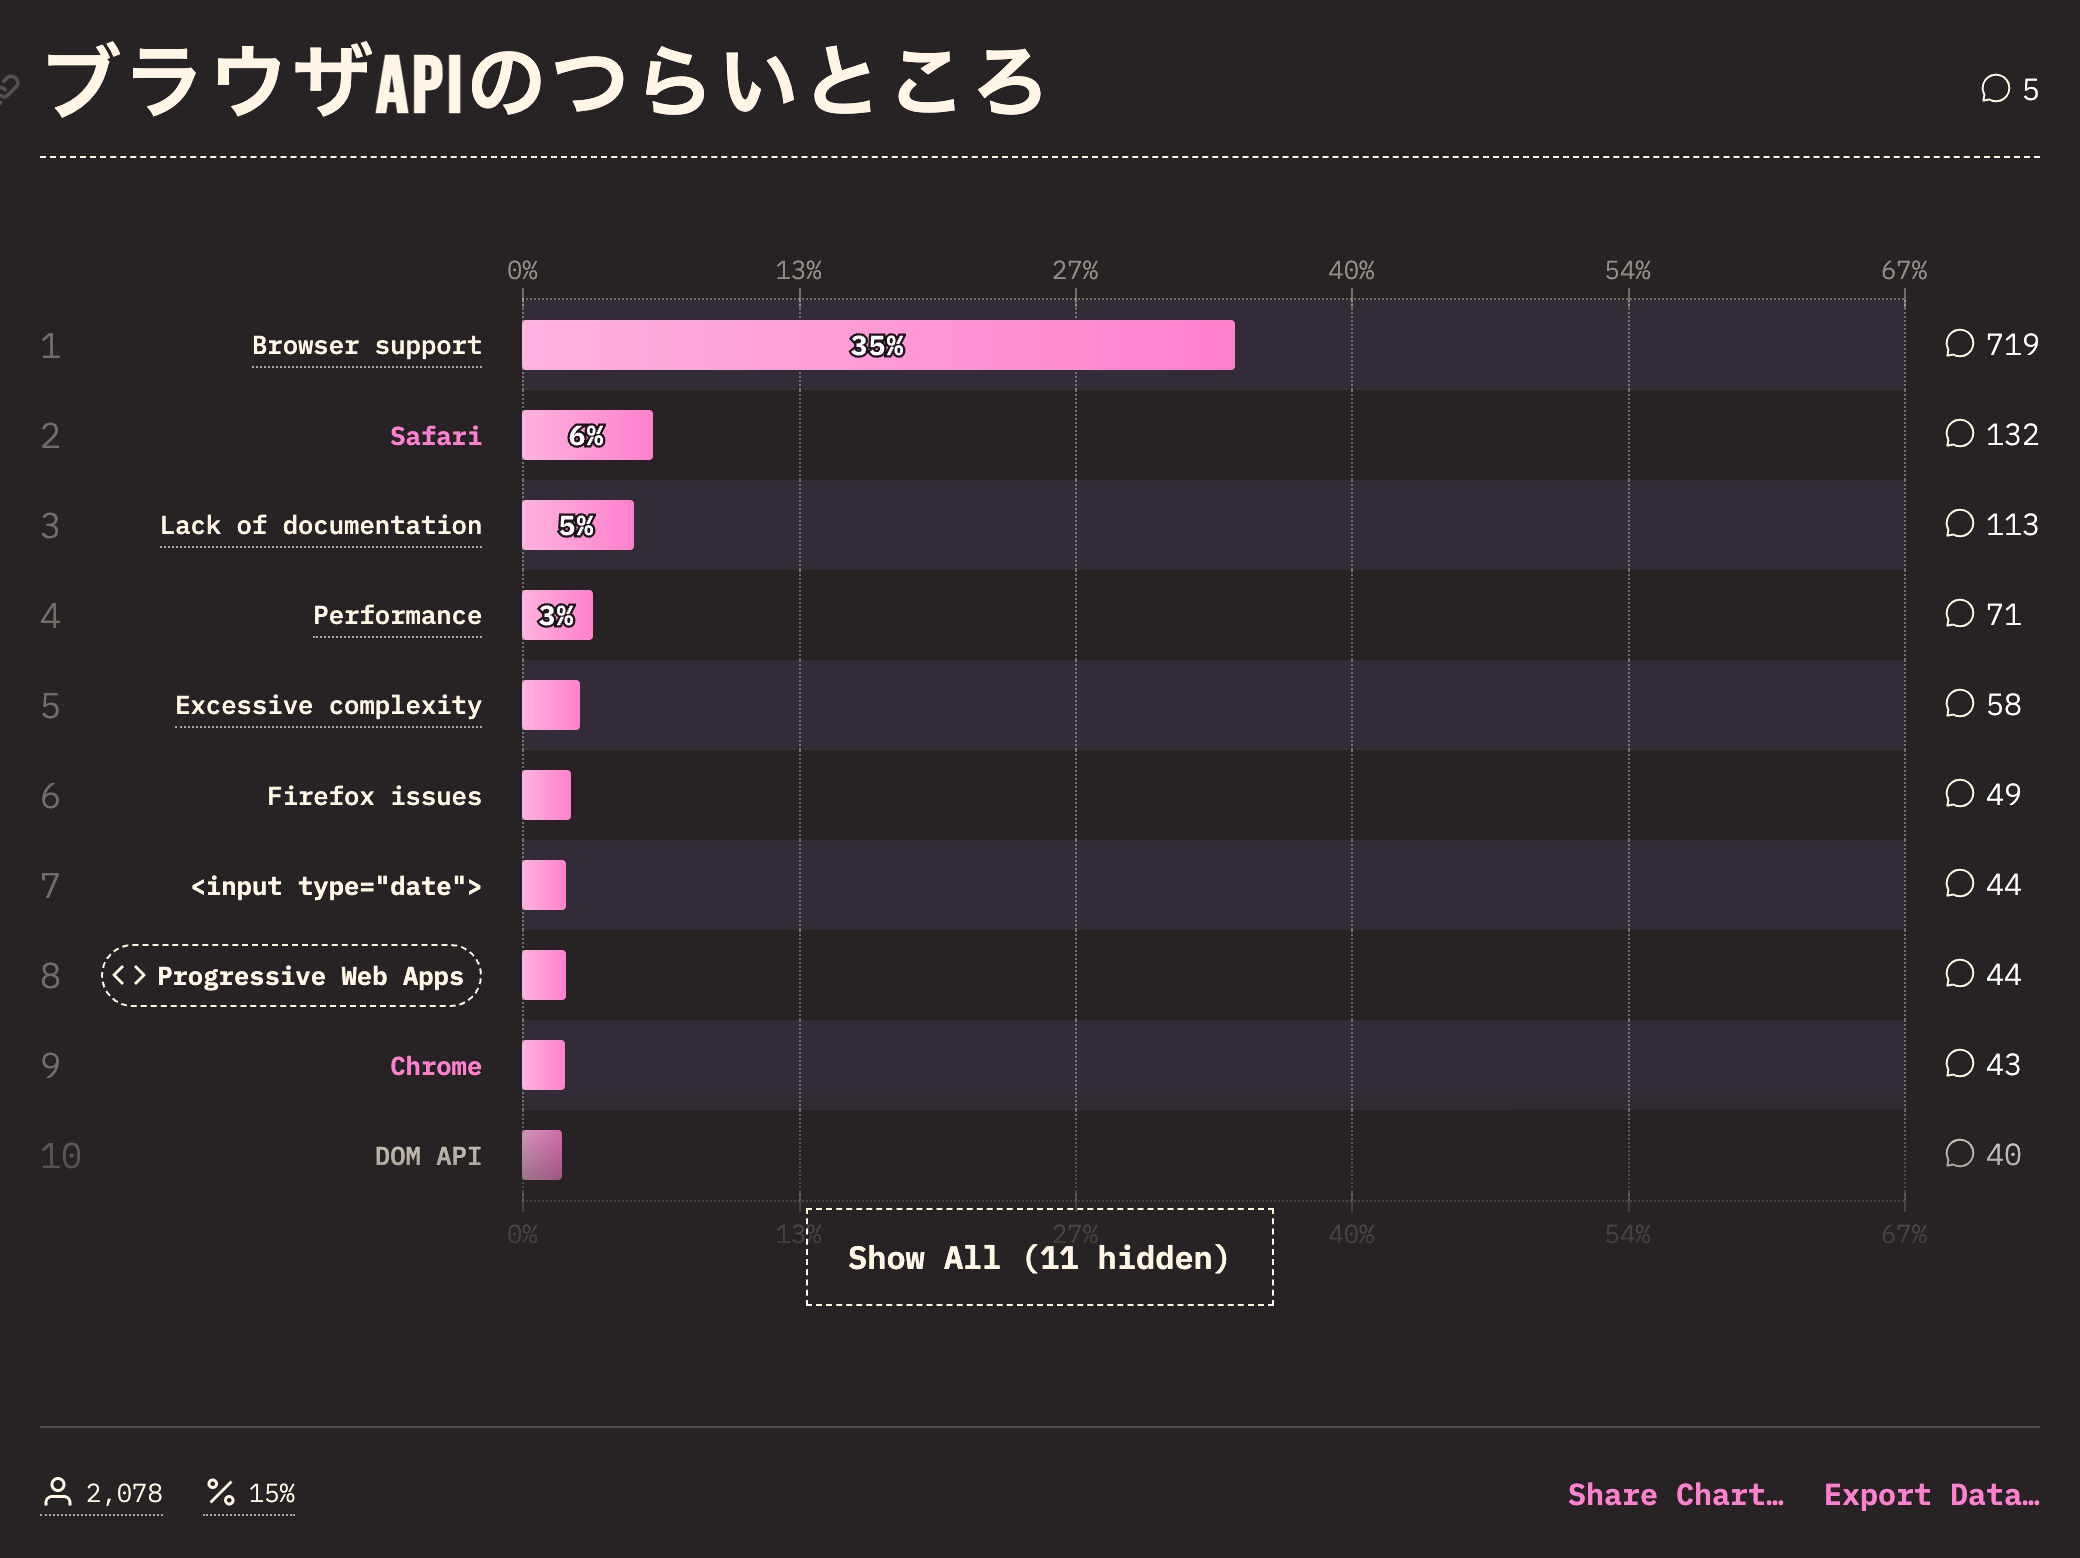 ブラウザAPIのつらいところ
5
0% 13% 27% 40% 54% 67%
1 Browser support 35% 719
2 Safari 6% 132
3 Lack of documentation 5% 113
4 Performance 3% 71
5 Excessive complexity 58
6 Firefox issues 49
7 <input type="date"> 44
8 Progressive Web Apps 44
9 Chrome 43
10 DOM API 40
0% 13% 27% 40% 54% 67%
Show All (11 hidden)
2,078 15% Share Chart… Export Data…